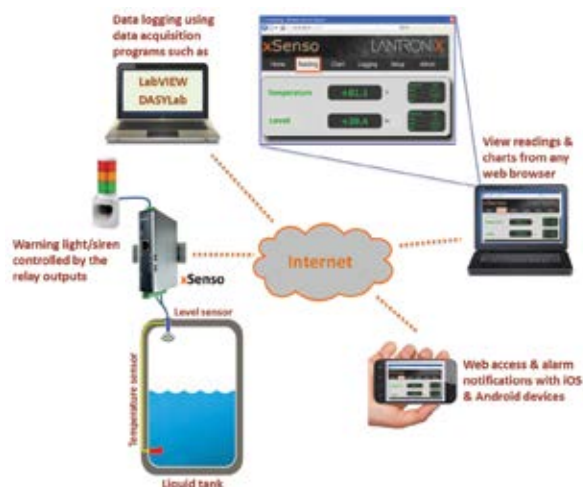 Data logging using
data acquisition
programs such as
LabVIEW
DASYLab
xSenso
LANTRONIX
Home
Reading
Chart
Logging
Setup
About
Temperature
Level
View readings &
charts from any
web browser
Warning light/siren
controlled by the
relay outputs
xSenso
Internet
Level sensor
Temperature sensor
Liquid tank
Web access & alarm
notifications with iOS
& Android devices